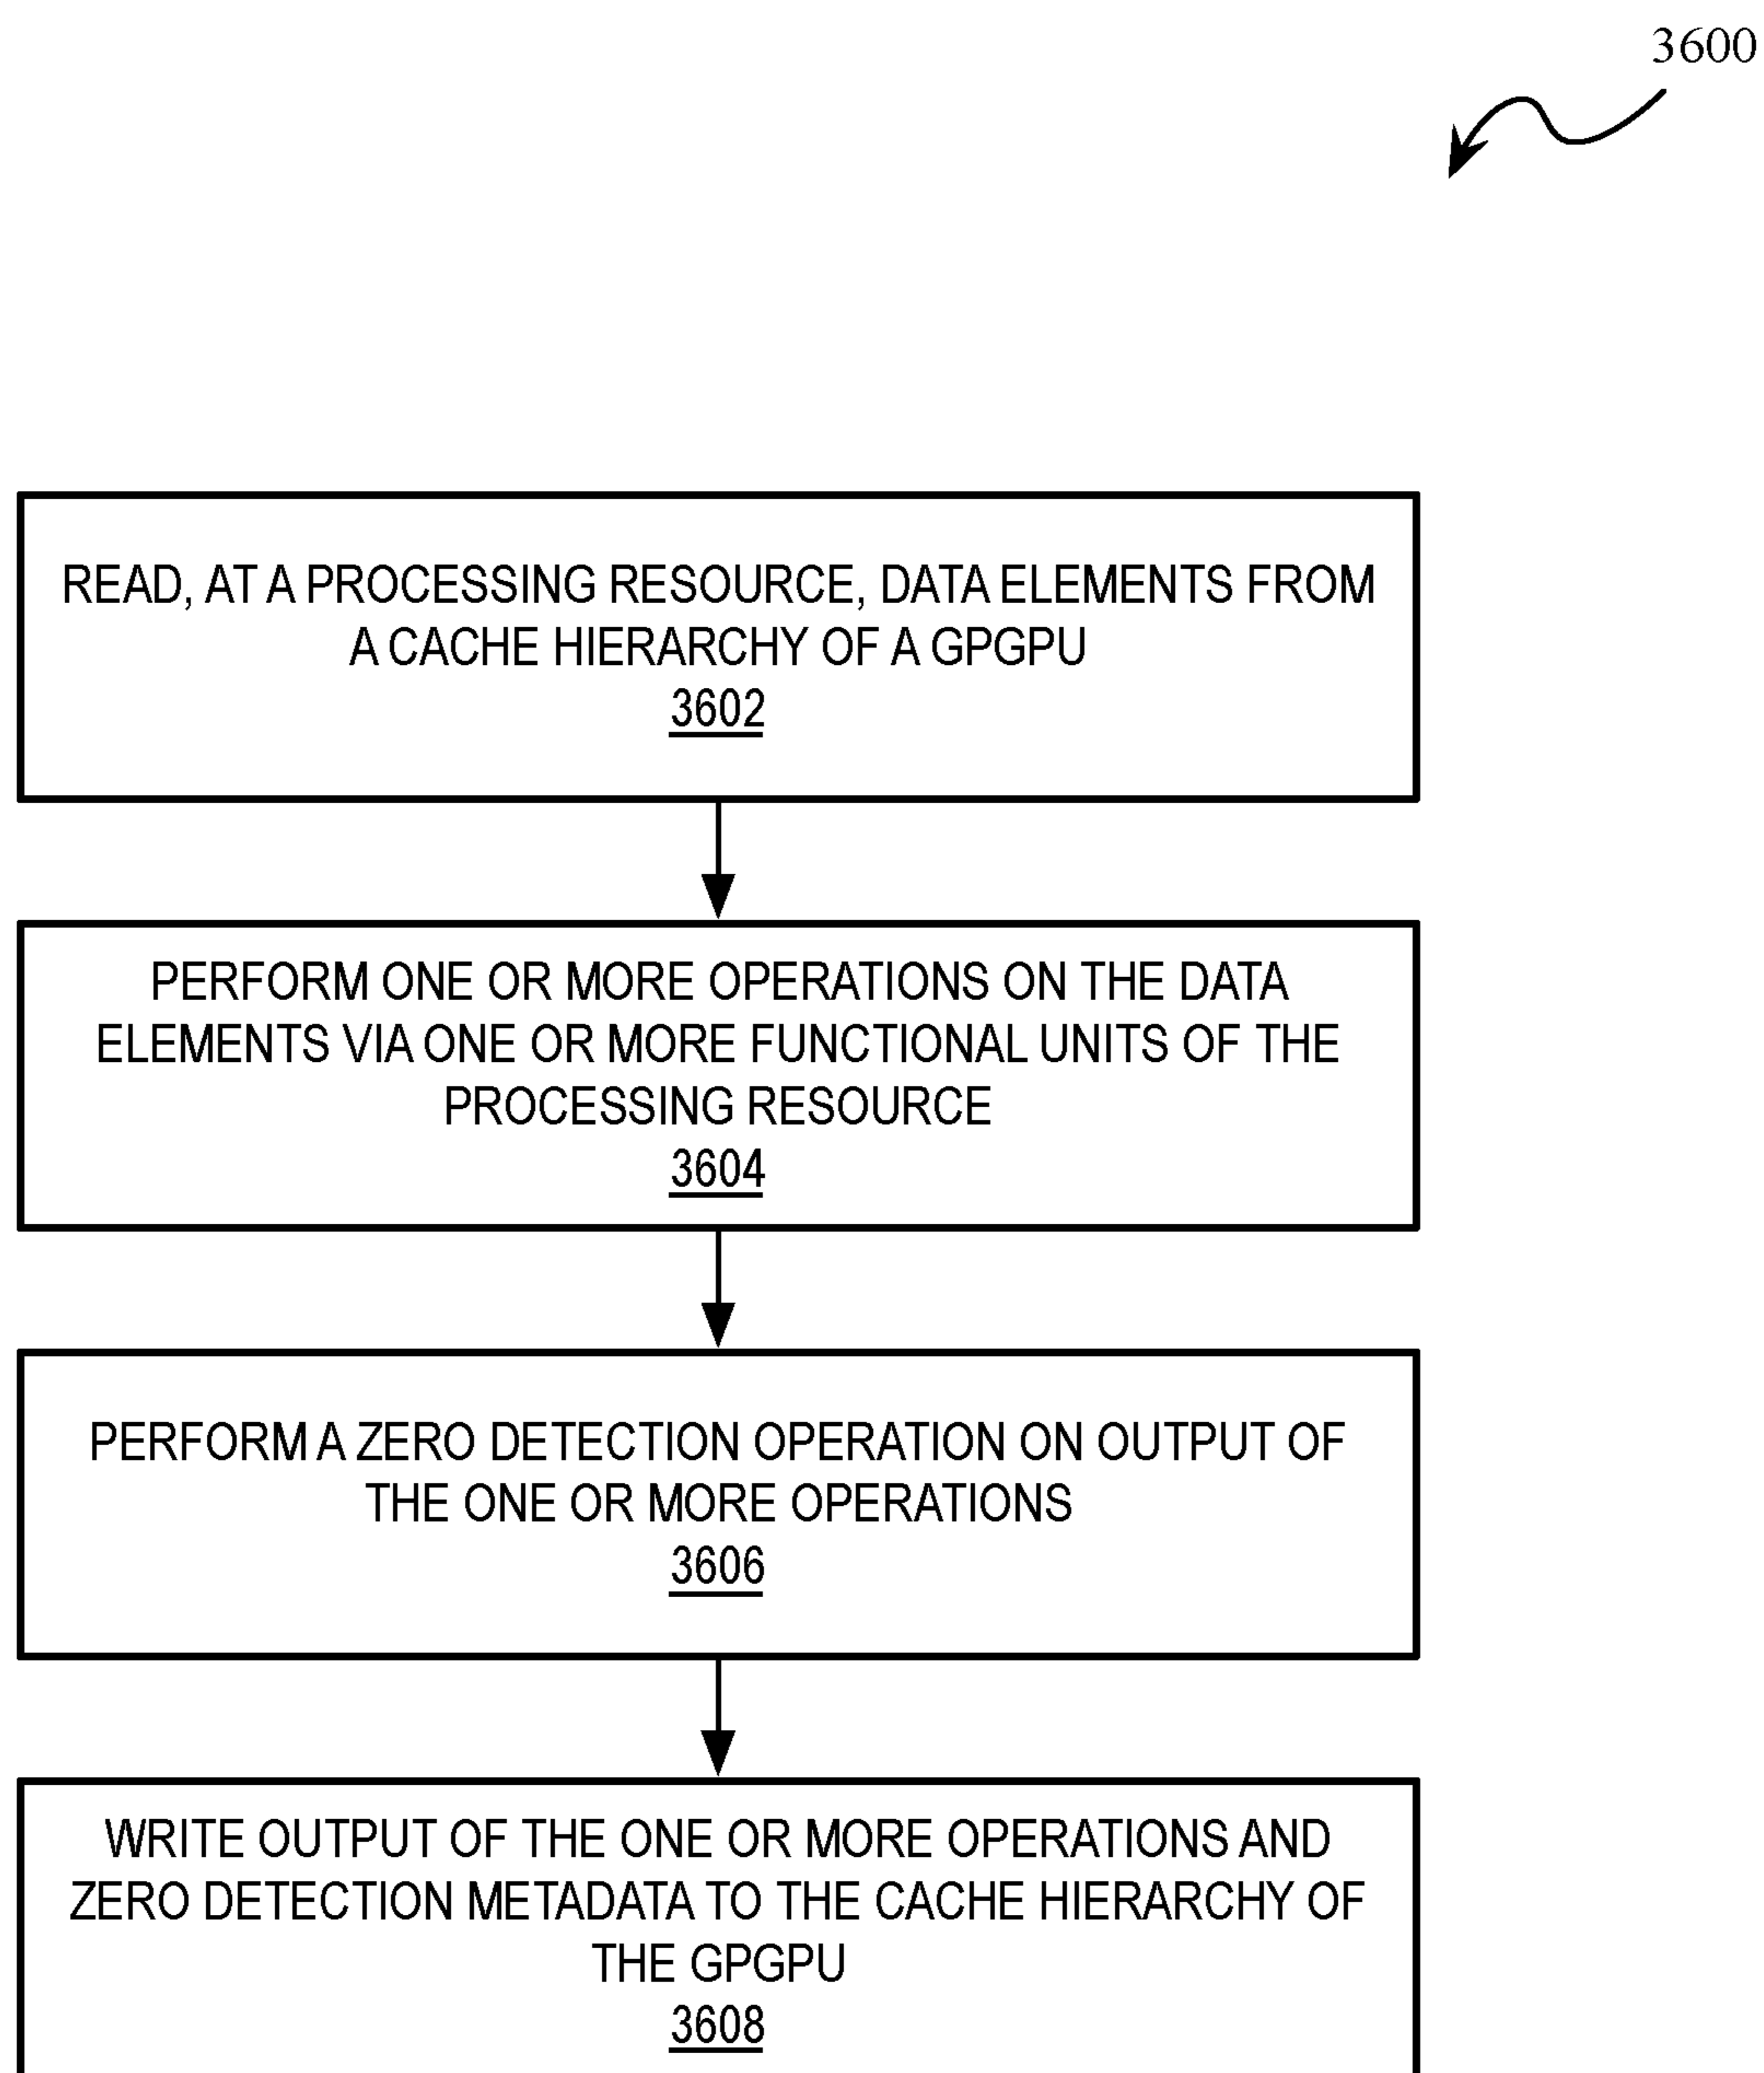 3600
READ, AT A PROCESSING RESOURCE, DATA ELEMENTS FROM
A CACHE HIERARCHY OF A GPGPU
3602
PERFORM ONE OR MORE OPERATIONS ON THE DATA
ELEMENTS VIA ONE OR MORE FUNCTIONAL UNITS OF THE
PROCESSING RESOURCE
3604
PERFORM A ZERO DETECTION OPERATION ON OUTPUT OF
THE ONE OR MORE OPERATIONS
3606
WRITE OUTPUT OF THE ONE OR MORE OPERATIONS AND
ZERO DETECTION METADATA TO THE CACHE HIERARCHY OF
THE GPGPU
3608